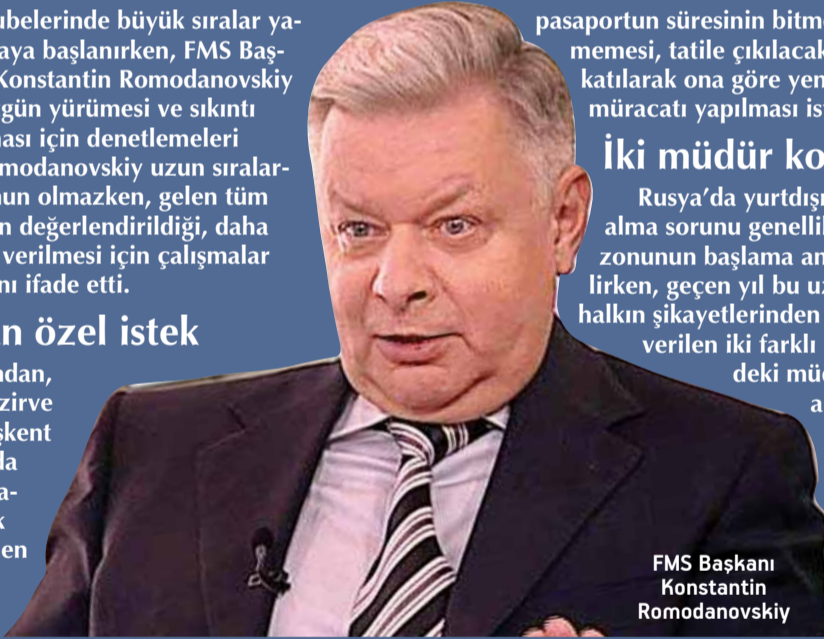 ubelerinde büyük sıralar ya-
aya başlanırken, FMS Baş-
Konstantin Romodanovskiy
gün yürümesi ve sıkıntı
ası için denetlemeleri
omodanovskiy uzun sıralar-
nun olmazken, gelen tüm
n değerlendirildiği, daha
verilmesi için çalışmalar
nı ifade etti.
n özel istek
ndan,
zirve
şkent
da
a-
k
en
pasaportun süresinin bitme
memesi, tatile çıkılacak
katılarak ona göre yen
müracatı yapılması is
İki müdür ko
Rusya’da yurtdışı
alma sorunu genellik
zonunun başlama an
lirken, geçen yıl bu uz
halkın şikayetlerinden
verilen iki farklı
deki müd
a
FMS Başkanı
Konstantin
Romodanovskiy